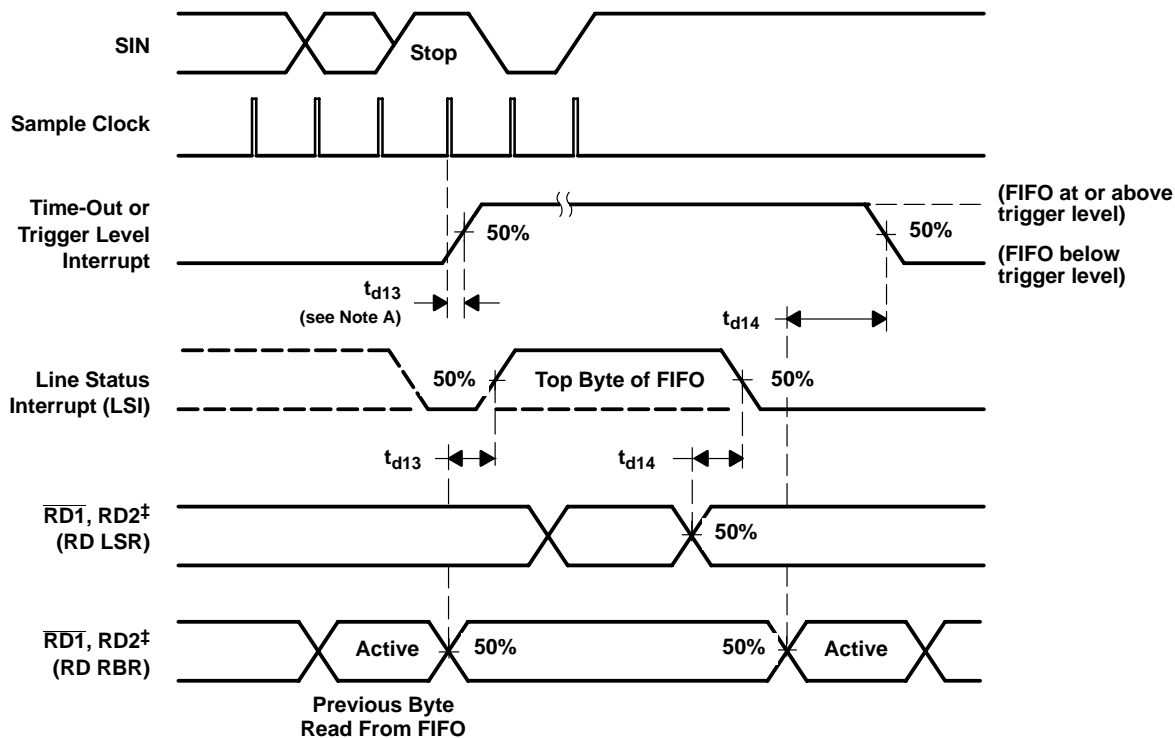 SIN
Stop
Sample Clock
Time-Out or
Trigger Level
Interrupt
50%
50%
(FIFO at or above
trigger level)
(FIFO below
trigger level)
td13
(see Note A)
td14
Line Status
Interrupt (LSI)
50%
Top Byte of FIFO
50%
td13
td14
RD1, RD2‡
(RD LSR)
50%
RD1, RD2‡
(RD RBR)
Active
50%
50%
Active
Previous Byte
Read From FIFO